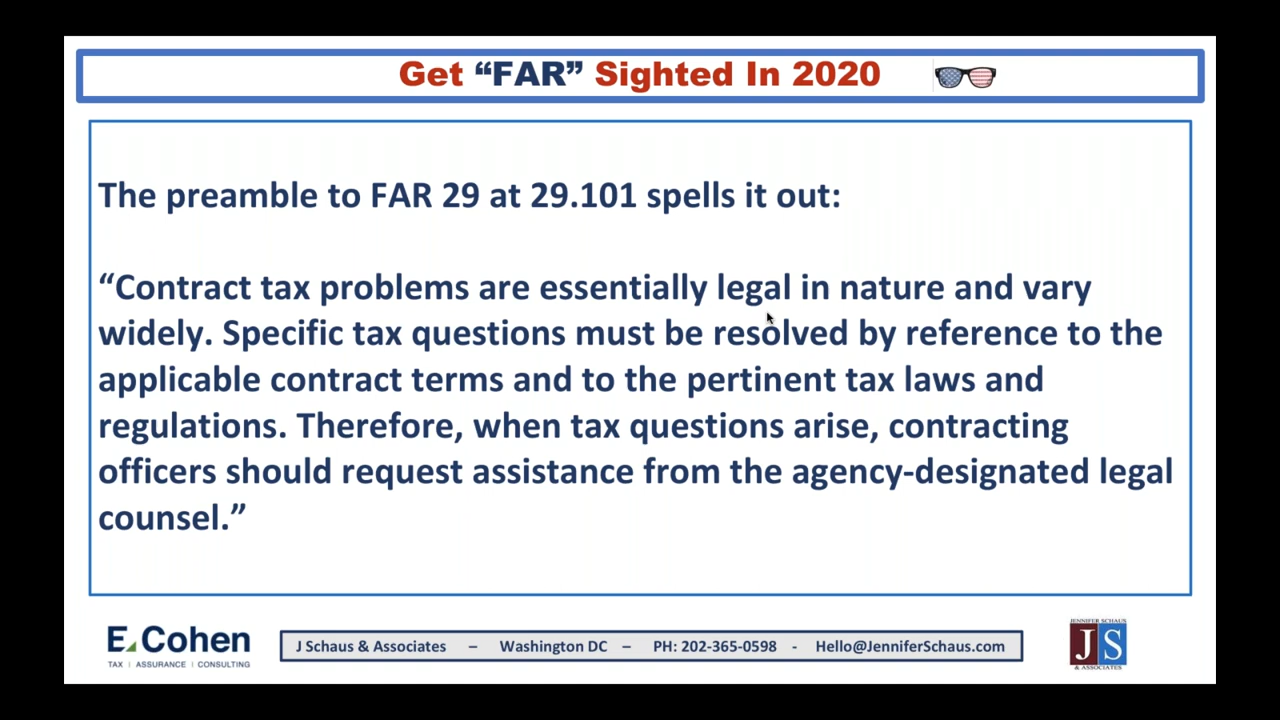 Get “FAR” Sighted In 2020
The preamble to FAR 29 at 29.101 spells it out:
“Contract tax problems are essentially legal in nature and vary
widely. Specific tax questions must be resolved by reference to the
applicable contract terms and to the pertinent tax laws and
regulations. Therefore, when tax questions arise, contracting
officers should request assistance from the agency-designated legal
counsel.”
E.Cohen
TAX | ASSURANCE | CONSULTING
J Schaus & Associates – Washington DC – PH: 202-365-0598 - Hello@JenniferSchaus.com
JENNIFER SCHAUS
JS
& ASSOCIATES